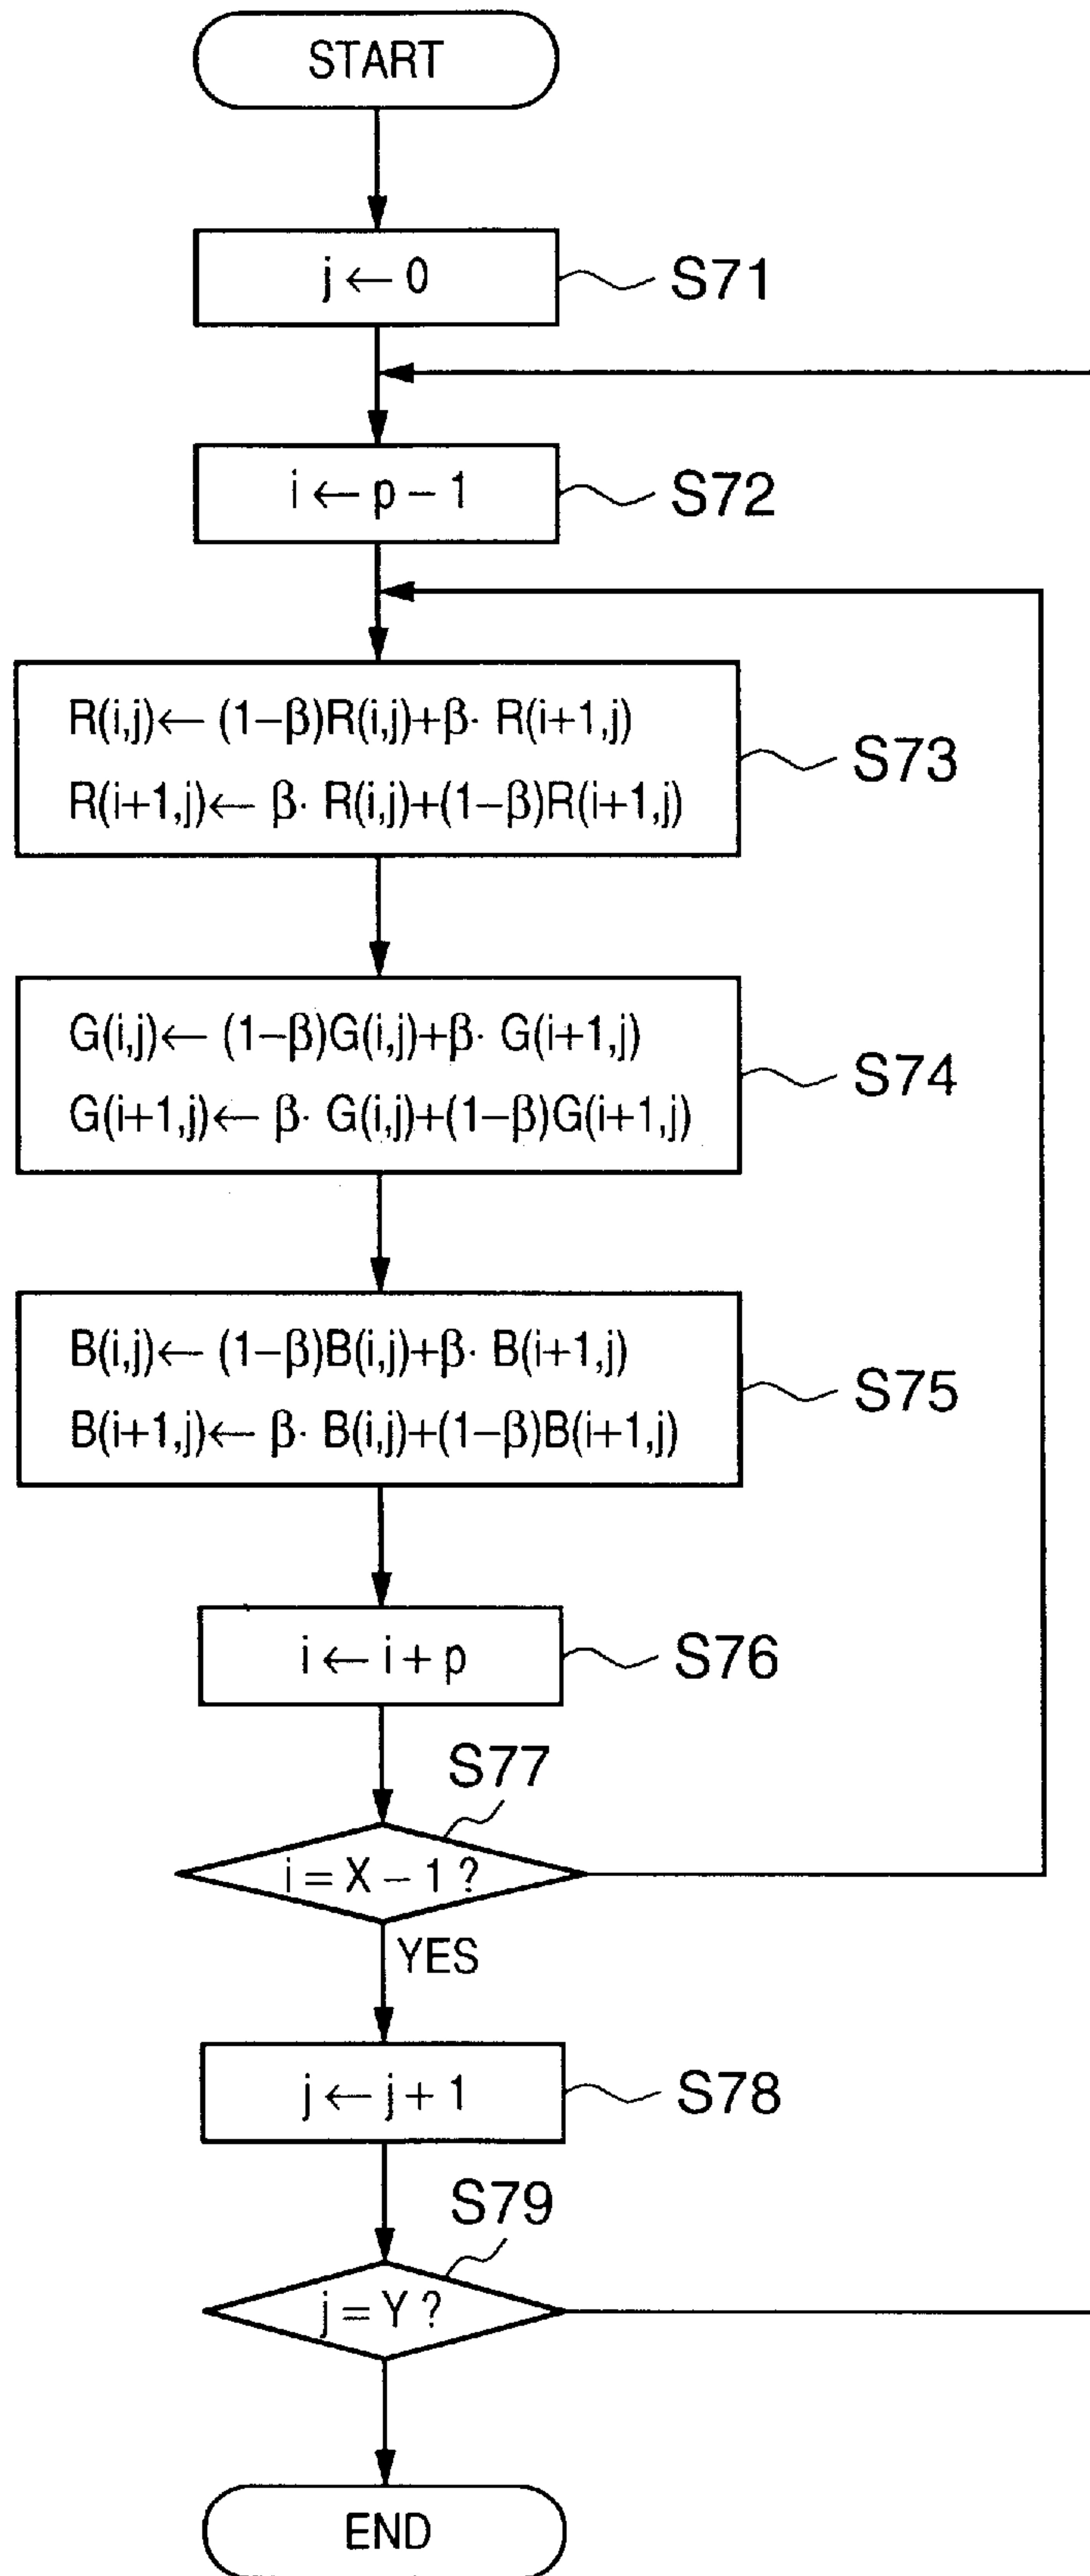 START
j ← 0
S71
i ← p − 1
S72
R(i,j)← (1−β)R(i,j)+β· R(i+1,j)
R(i+1,j)← β· R(i,j)+(1−β)R(i+1,j)
S73
G(i,j)← (1−β)G(i,j)+β· G(i+1,j)
G(i+1,j)← β· G(i,j)+(1−β)G(i+1,j)
S74
B(i,j)← (1−β)B(i,j)+β· B(i+1,j)
B(i+1,j)← β· B(i,j)+(1−β)B(i+1,j)
S75
i ← i + p
S76
S77
i = X − 1 ?
YES
j ← j + 1
S78
S79
j = Y ?
END